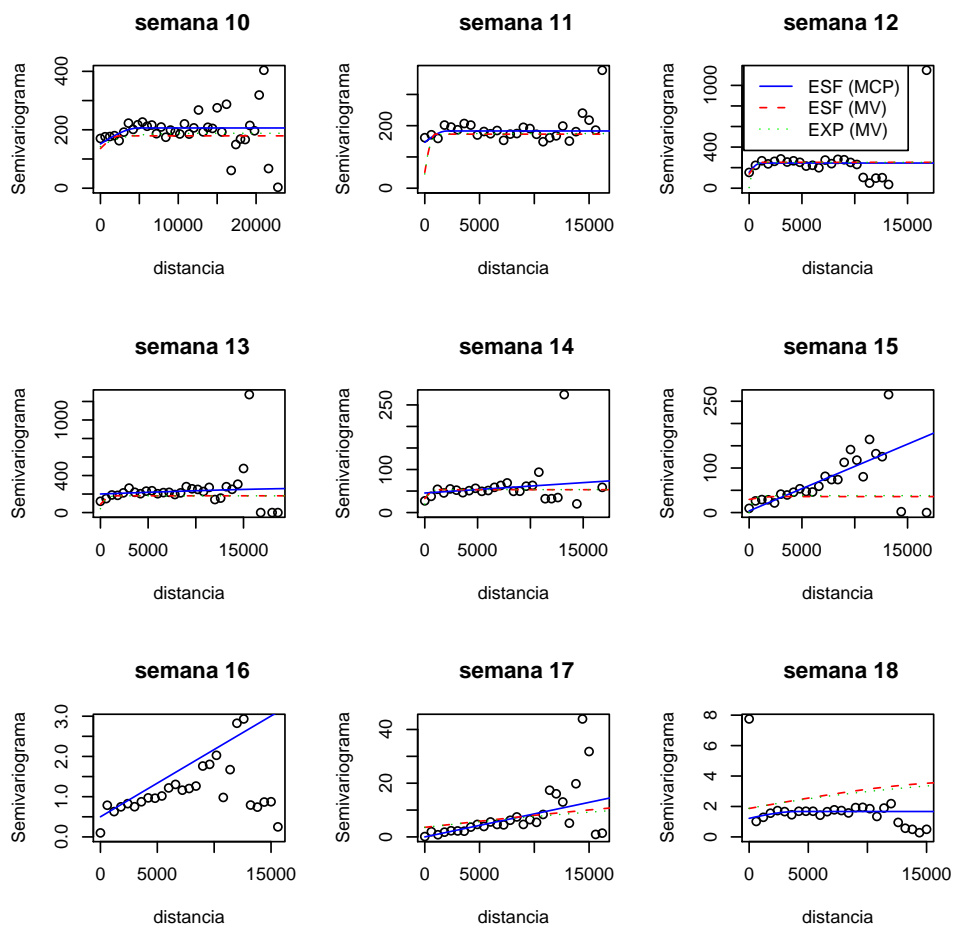 semana 10
semana 11
semana 12
Semivariograma
0 200 400
0 10000 20000
distancia
Semivariograma
0 200
0 5000 15000
distancia
Semivariograma
0 400 1000
0 5000 15000
distancia
ESF (MCP)
ESF (MV)
EXP (MV)
semana 13
semana 14
semana 15
Semivariograma
0 400 1000
0 5000 15000
distancia
Semivariograma
0 100 250
0 5000 15000
distancia
Semivariograma
0 100 250
0 5000 15000
distancia
semana 16
semana 17
semana 18
Semivariograma
0.0 1.0 2.0 3.0
0 5000 15000
distancia
Semivariograma
0 20 40
0 5000 15000
distancia
Semivariograma
0 2 4 6 8
0 5000 15000
distancia